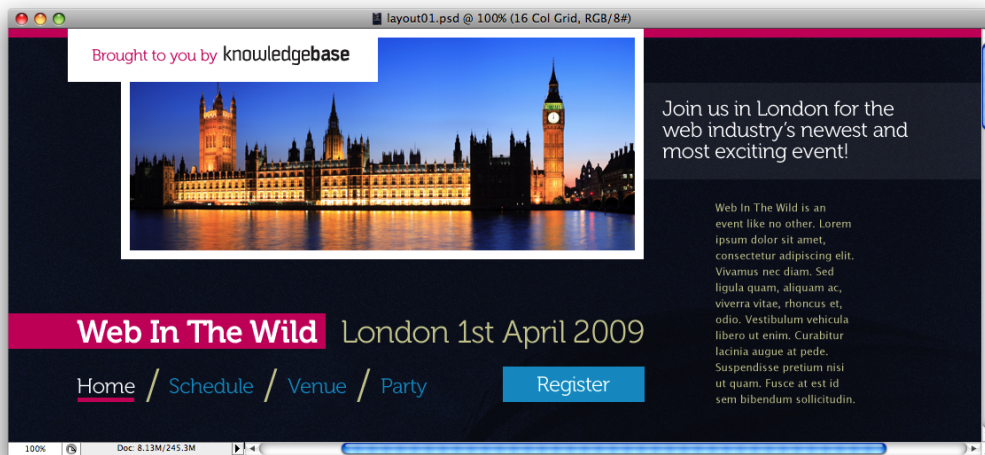 layout01.psd @ 100% (16 Col Grid, RGB/8#)
Brought to you by knowledgebase
Join us in London for the
web industry's newest and
most exciting event!
Web In The Wild is an
event like no other. Lorem
ipsum dolor sit amet,
consectetur adipiscing elit.
Vivamus nec diam. Sed
ligula quam, aliquam ac,
viverra vitae, rhoncus et,
odio. Vestibulum vehicula
libero ut enim. Curabitur
lacinia augue at pede.
Suspendisse pretium nisi
ut quam. Fusce at est id
sem bibendum sollicitudin.
Web In The Wild London 1st April 2009
Home / Schedule / Venue / Party
Register
100% Doc: 8.13M/245.3M